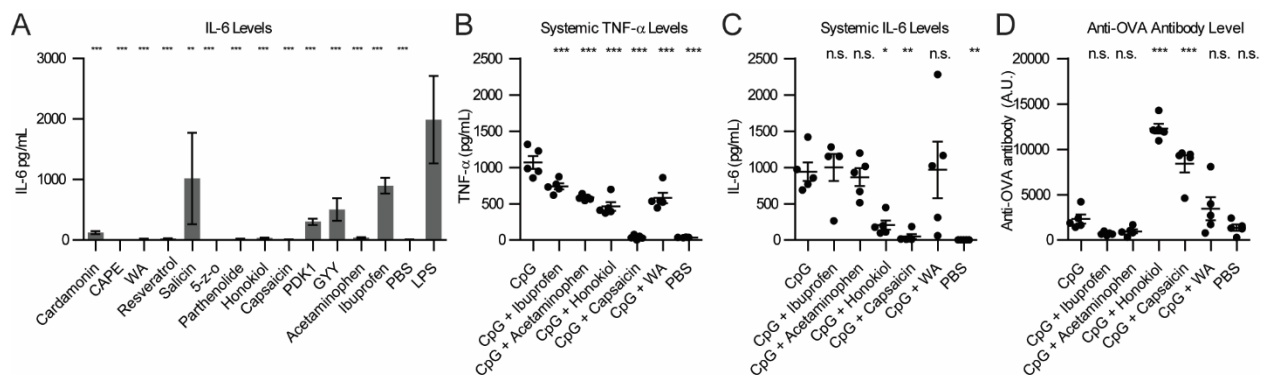 A
IL-6 Levels
*** *** *** *** ** *** *** *** *** *** *** *** *** ***
3000
2000
1000
0
IL-6 pg/mL
Cardamonin
CAPE
WA
Resveratrol
Salicin
5-z-o
Parthenolide
Honokiol
Capsaicin
PDK1
GYY
Acetaminophen
Ibuprofen
PBS
LPS
B
Systemic TNF-α Levels
*** *** *** *** *** ***
2500
2000
1500
1000
500
0
TNF-α (pg/mL)
CpG
CpG + Ibuprofen
CpG + Acetaminophen
CpG + Honokiol
CpG + Capsaicin
CpG + WA
PBS
C
Systemic IL-6 Levels
n.s. n.s. * ** n.s. **
2500
2000
1500
1000
500
0
IL-6 (pg/mL)
CpG
CpG + Ibuprofen
CpG + Acetaminophen
CpG + Honokiol
CpG + Capsaicin
CpG + WA
PBS
D
Anti-OVA Antibody Level
n.s. n.s. *** *** n.s. n.s.
20000
15000
10000
5000
0
Anti-OVA antibody (A.U.)
CpG
CpG + Ibuprofen
CpG + Acetaminophen
CpG + Honokiol
CpG + Capsaicin
CpG + WA
PBS